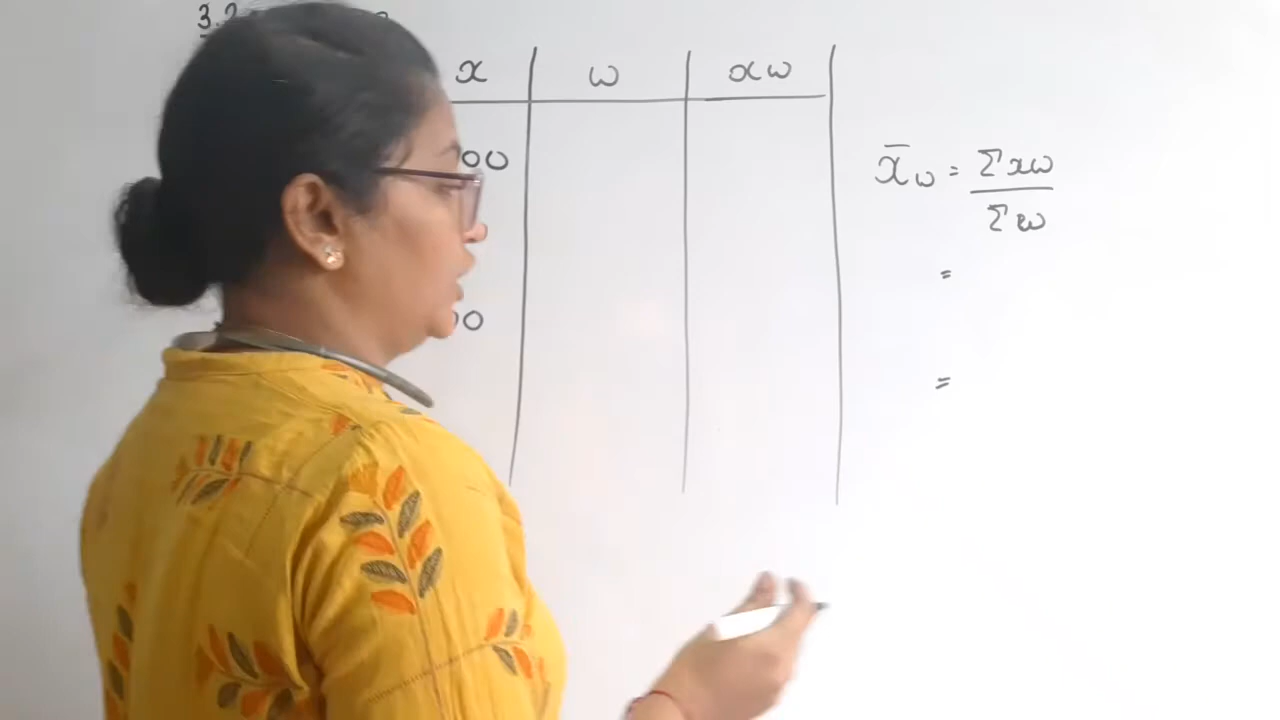 3.2
x ω xω
00
00
x̄ω = Σxω / Σω
=
=